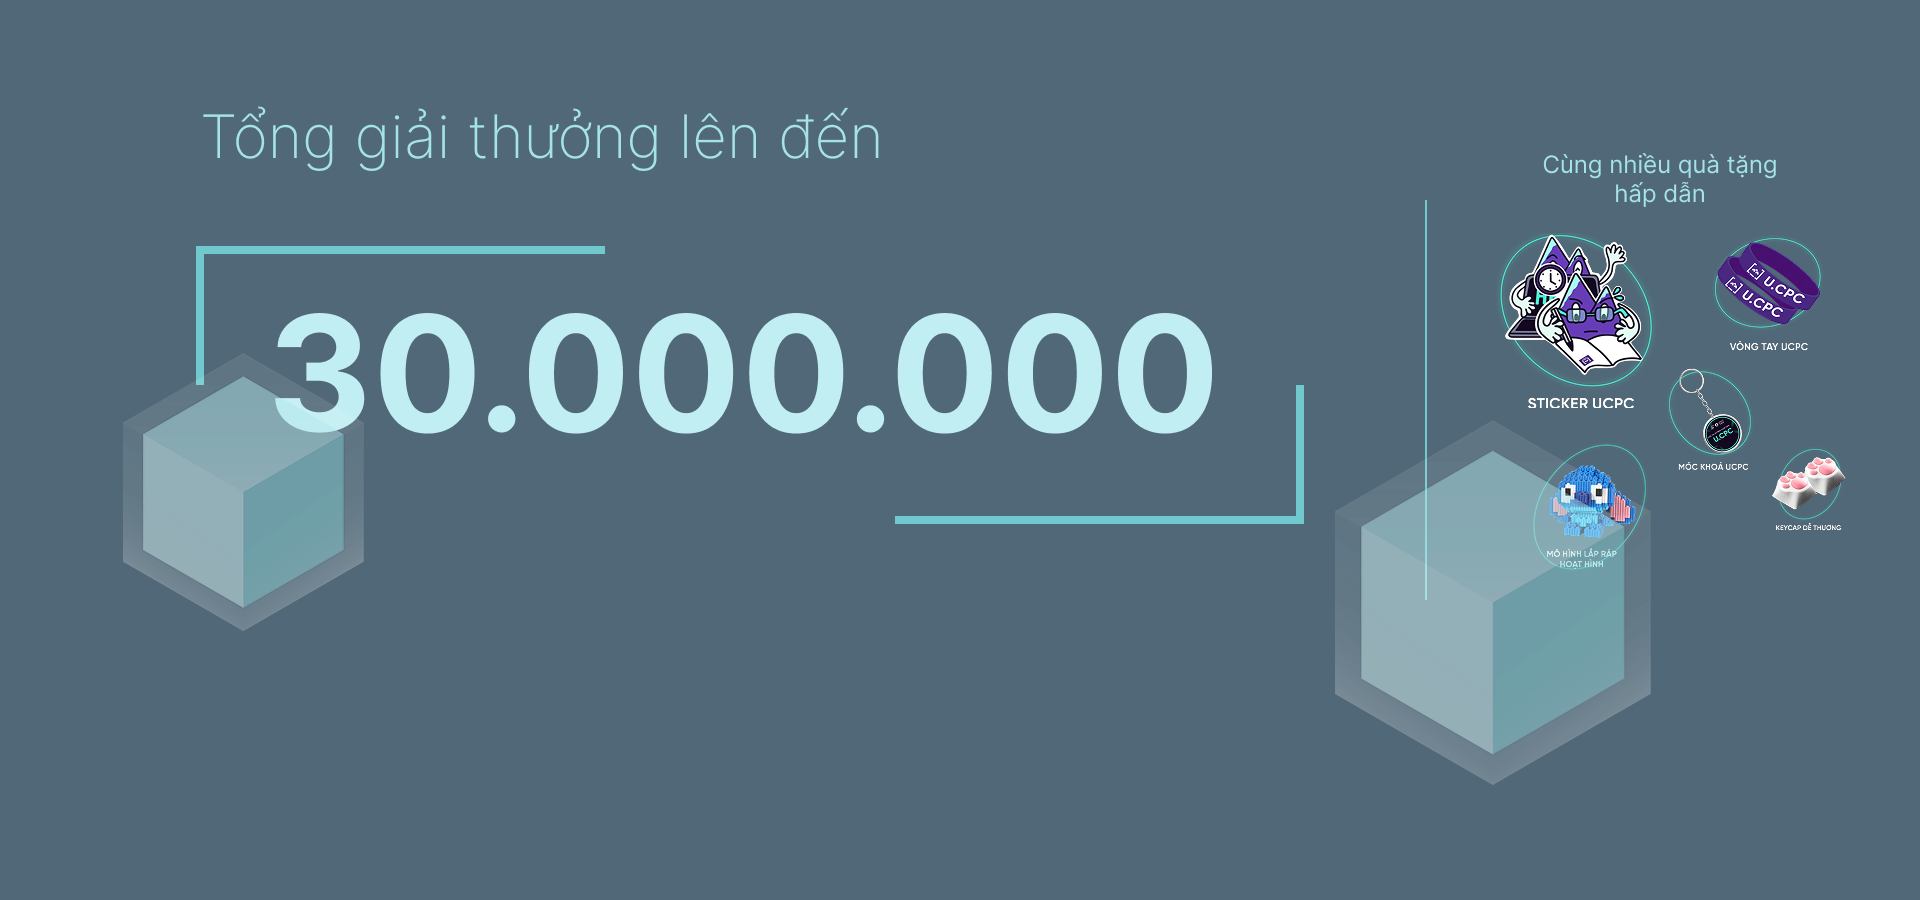 Tổng giải thưởng lên đến
30.000.000
Cùng nhiều quà tặng
hấp dẫn
U.CPC
U.CPC
STICKER UCPC
VÒNG TAY UCPC
U.CPC
MÓC KHOÁ UCPC
MÔ HÌNH LẮP RÁP
HOẠT HÌNH
KEYCAP DỄ THƯƠNG